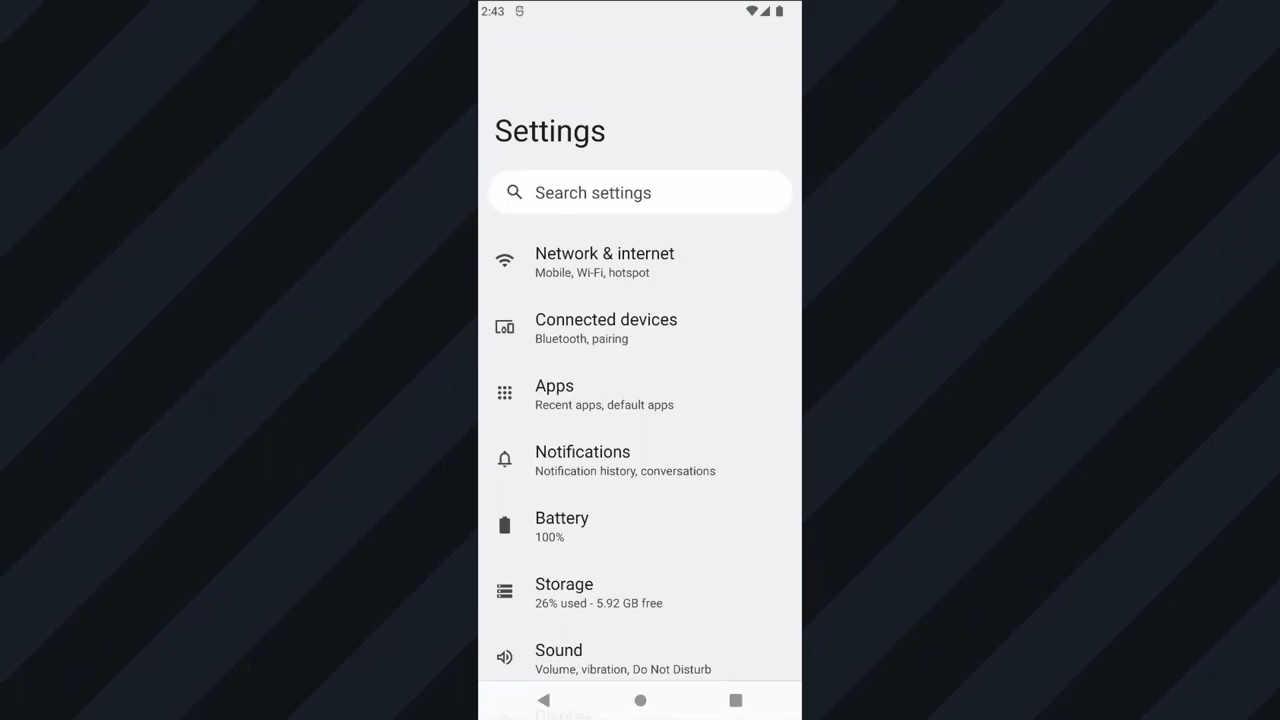 2:43
Settings
Search settings
Network & internet
Mobile, Wi-Fi, hotspot
Connected devices
Bluetooth, pairing
Apps
Recent apps, default apps
Notifications
Notification history, conversations
Battery
100%
Storage
26% used - 5.92 GB free
Sound
Volume, vibration, Do Not Disturb
Display